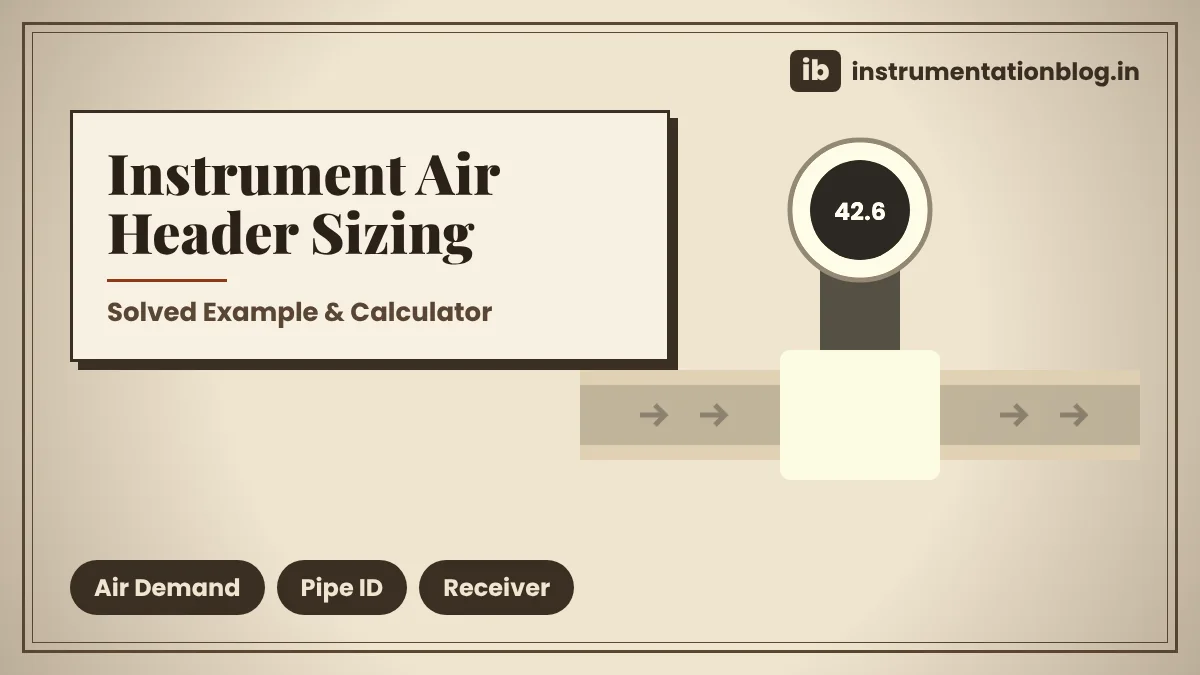 ib instrumentationblog.in
Instrument Air
Header Sizing
Solved Example & Calculator
42.6
Air Demand
Pipe ID
Receiver